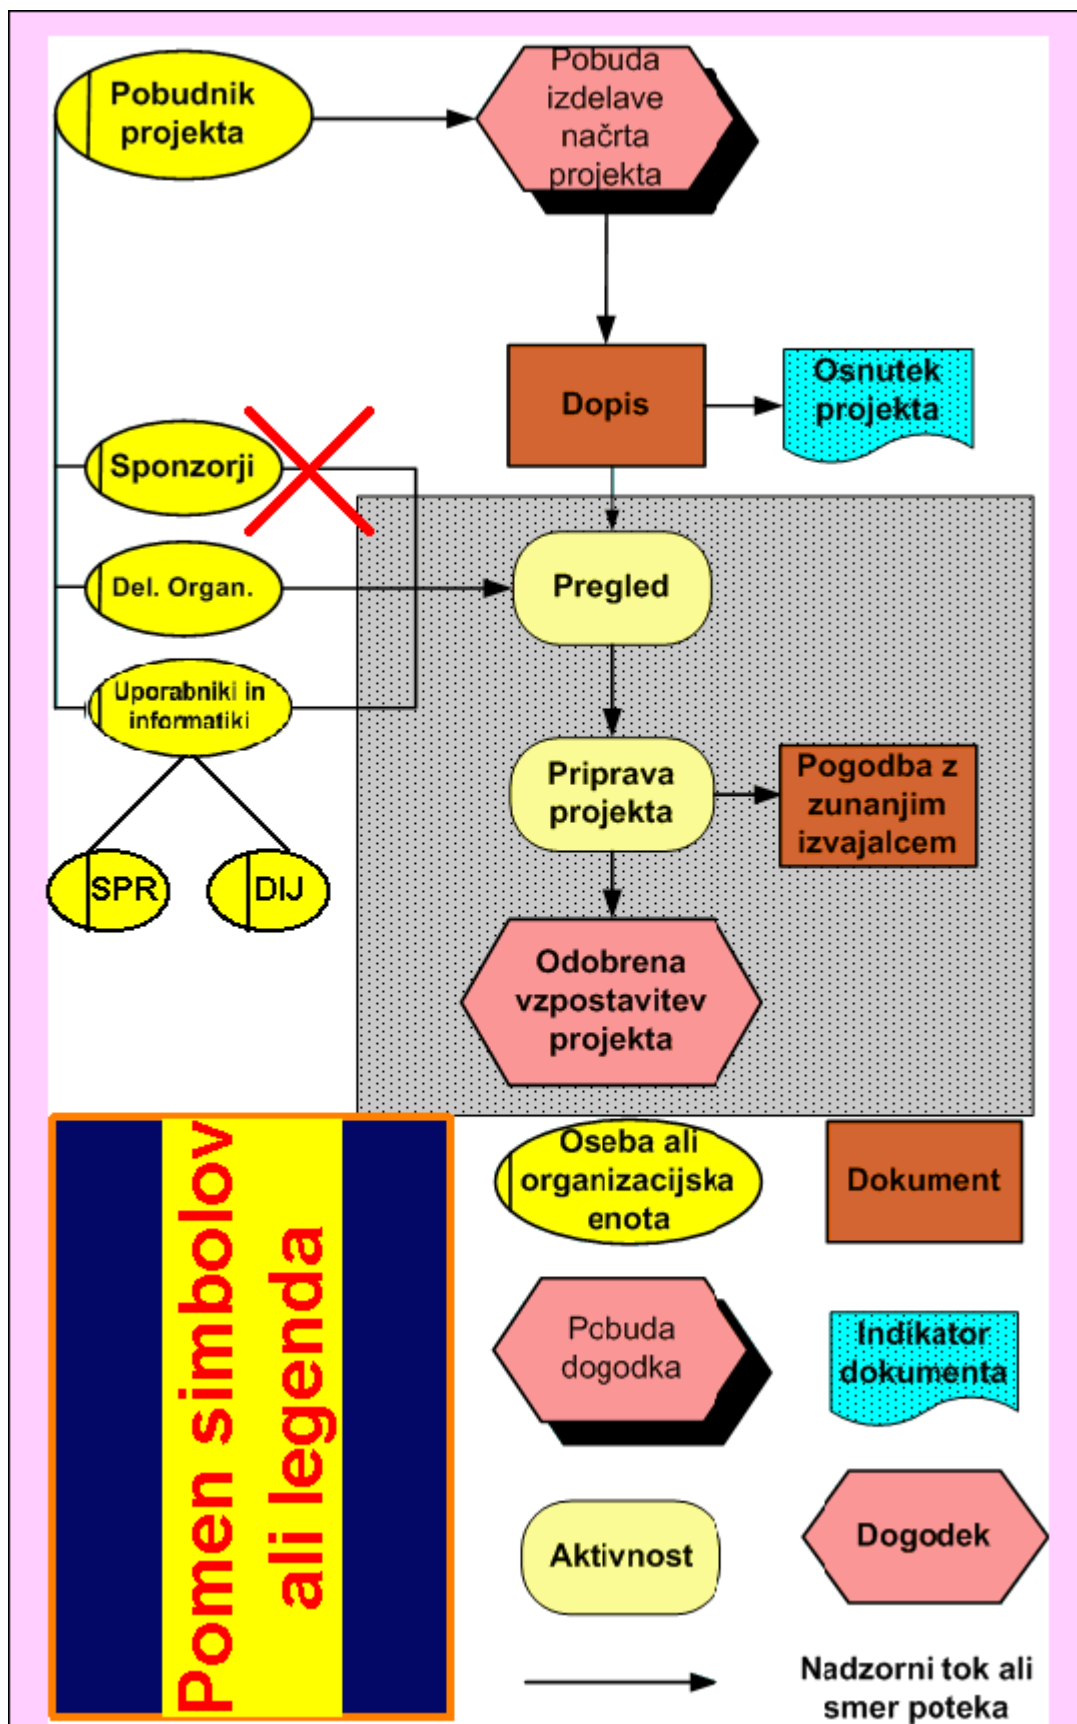 Pobudnik
projekta
Pobuda
izdelave
načrta
projekta
Dopis
Osnutek
projekta
Sponzorji
Del. Organ.
Pregled
Uporabniki in
informatiki
Priprava
projekta
Pogodba z
zunanjim
izvajalcem
SPR
DIJ
Odobrena
vzpostavitev
projekta
Pomen simbolov
ali legenda
Oseba ali
organizacijska
enota
Dokument
Pobuda
dogodka
Indikator
dokumenta
Aktivnost
Dogodek
Nadzorni tok ali
smer poteka